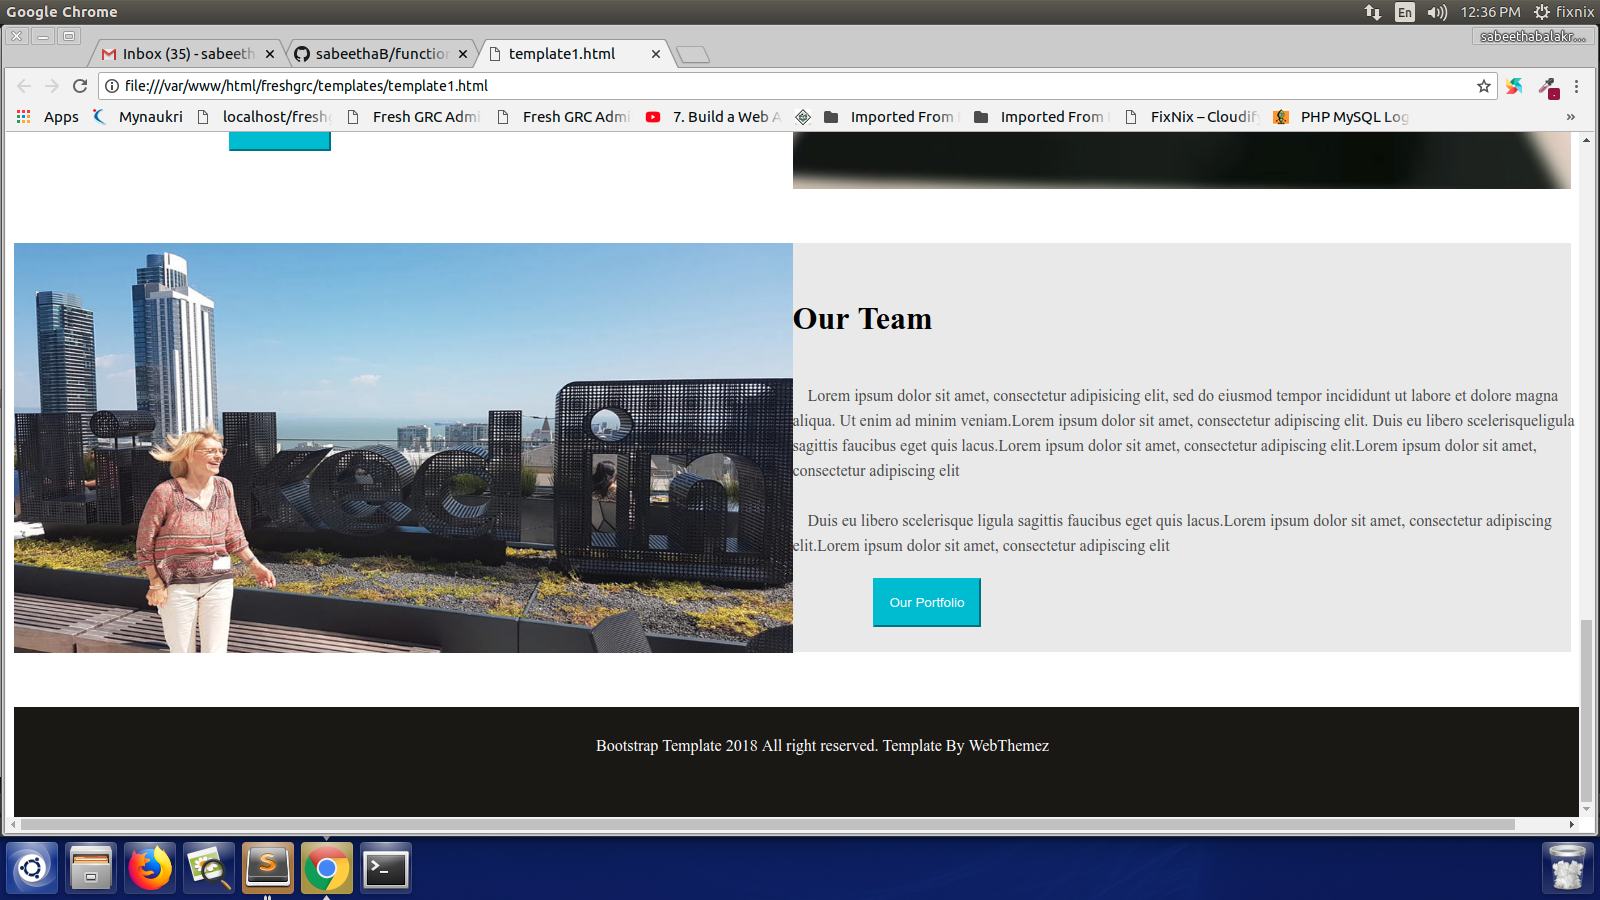 Google Chrome
En
12:36 PM
fixnix
sabeethabalakr...
Inbox (35) - sabeeth
sabeethaB/function
template1.html
file:///var/www/html/freshgrc/templates/template1.html
Apps
Mynaukri
localhost/freshg
Fresh GRC Admi
Fresh GRC Admi
7. Build a Web A
Imported From
Imported From
FixNix – Cloudify
PHP MySQL Log
»
Linkedin
Our Team
Lorem ipsum dolor sit amet, consectetur adipisicing elit, sed do eiusmod tempor incididunt ut labore et dolore magna
aliqua. Ut enim ad minim veniam.Lorem ipsum dolor sit amet, consectetur adipiscing elit. Duis eu libero scelerisqueligula
sagittis faucibus eget quis lacus.Lorem ipsum dolor sit amet, consectetur adipiscing elit.Lorem ipsum dolor sit amet,
consectetur adipiscing elit
Duis eu libero scelerisque ligula sagittis faucibus eget quis lacus.Lorem ipsum dolor sit amet, consectetur adipiscing
elit.Lorem ipsum dolor sit amet, consectetur adipiscing elit
Our Portfolio
Bootstrap Template 2018 All right reserved. Template By WebThemez